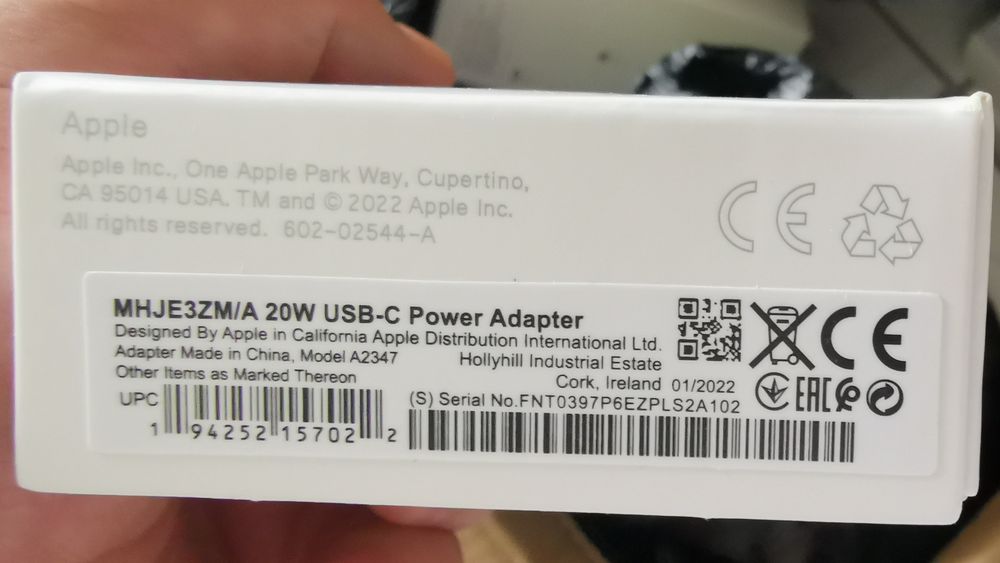 Apple
Apple Inc., One Apple Park Way, Cupertino,
CA 95014 USA. TM and © 2022 Apple Inc.
All rights reserved. 602-02544-A
CE
MHJE3ZM/A 20W USB-C Power Adapter
Designed By Apple in California Apple Distribution International Ltd.
Adapter Made in China, Model A2347
Hollyhill Industrial Estate
Other Items as Marked Thereon
Cork, Ireland 01/2022
CE
EAC
UPC
1 94252 15702 2
(S) Serial No.FNT0397P6EZPLS2A102